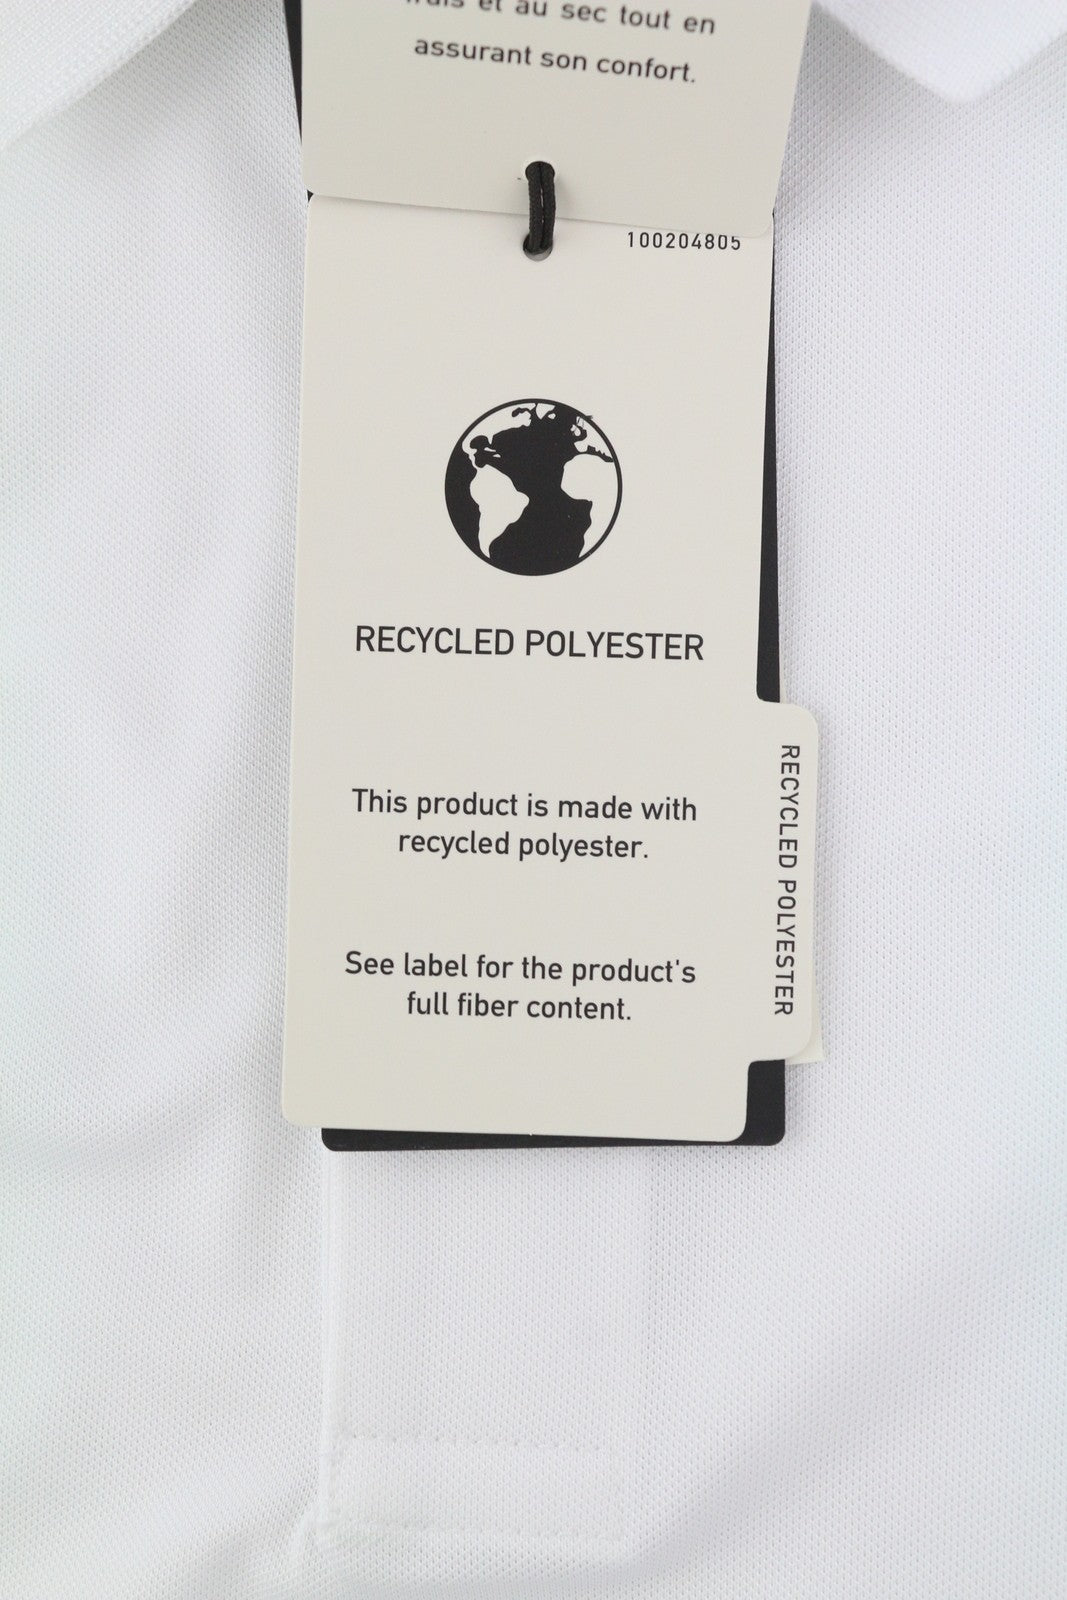 et au sec tout en
assurant son confort.
100204805
RECYCLED POLYESTER
This product is made with
recycled polyester.
See label for the product's
full fiber content.
RECYCLED POLYESTER